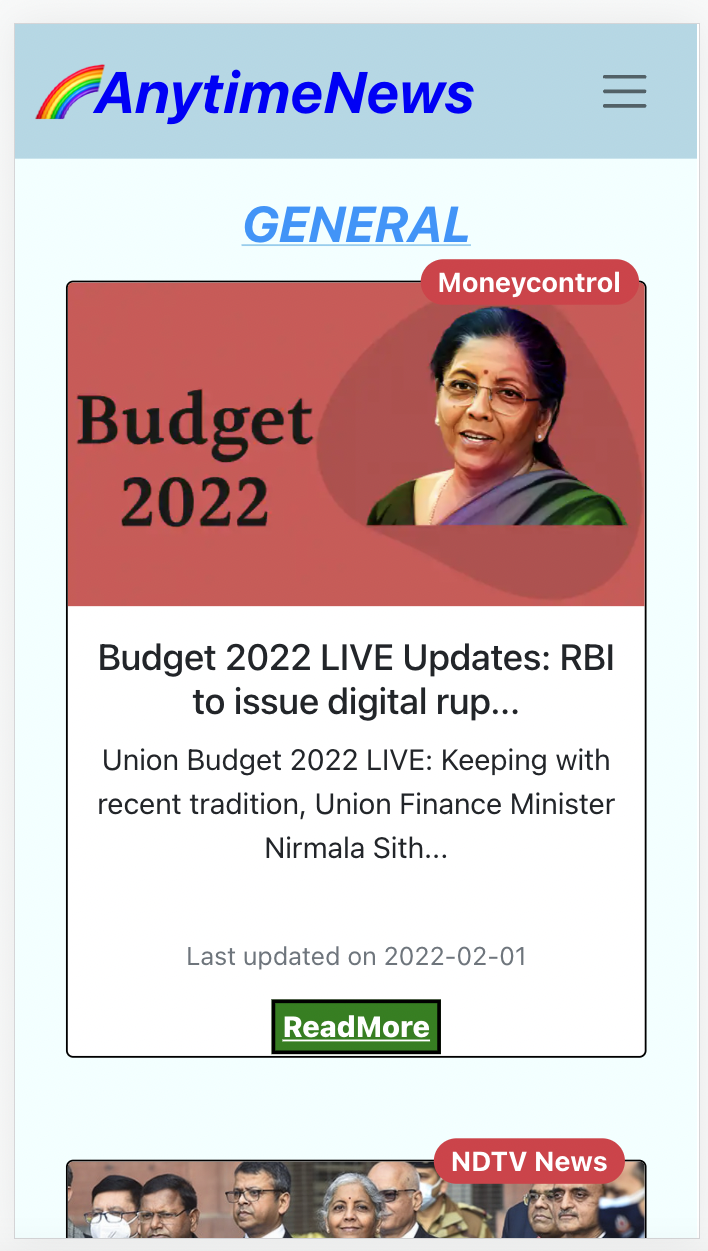 AnytimeNews
GENERAL
Moneycontrol
Budget
2022
Budget 2022 LIVE Updates: RBI
to issue digital rup...
Union Budget 2022 LIVE: Keeping with
recent tradition, Union Finance Minister
Nirmala Sith...
Last updated on 2022-02-01
ReadMore
NDTV News